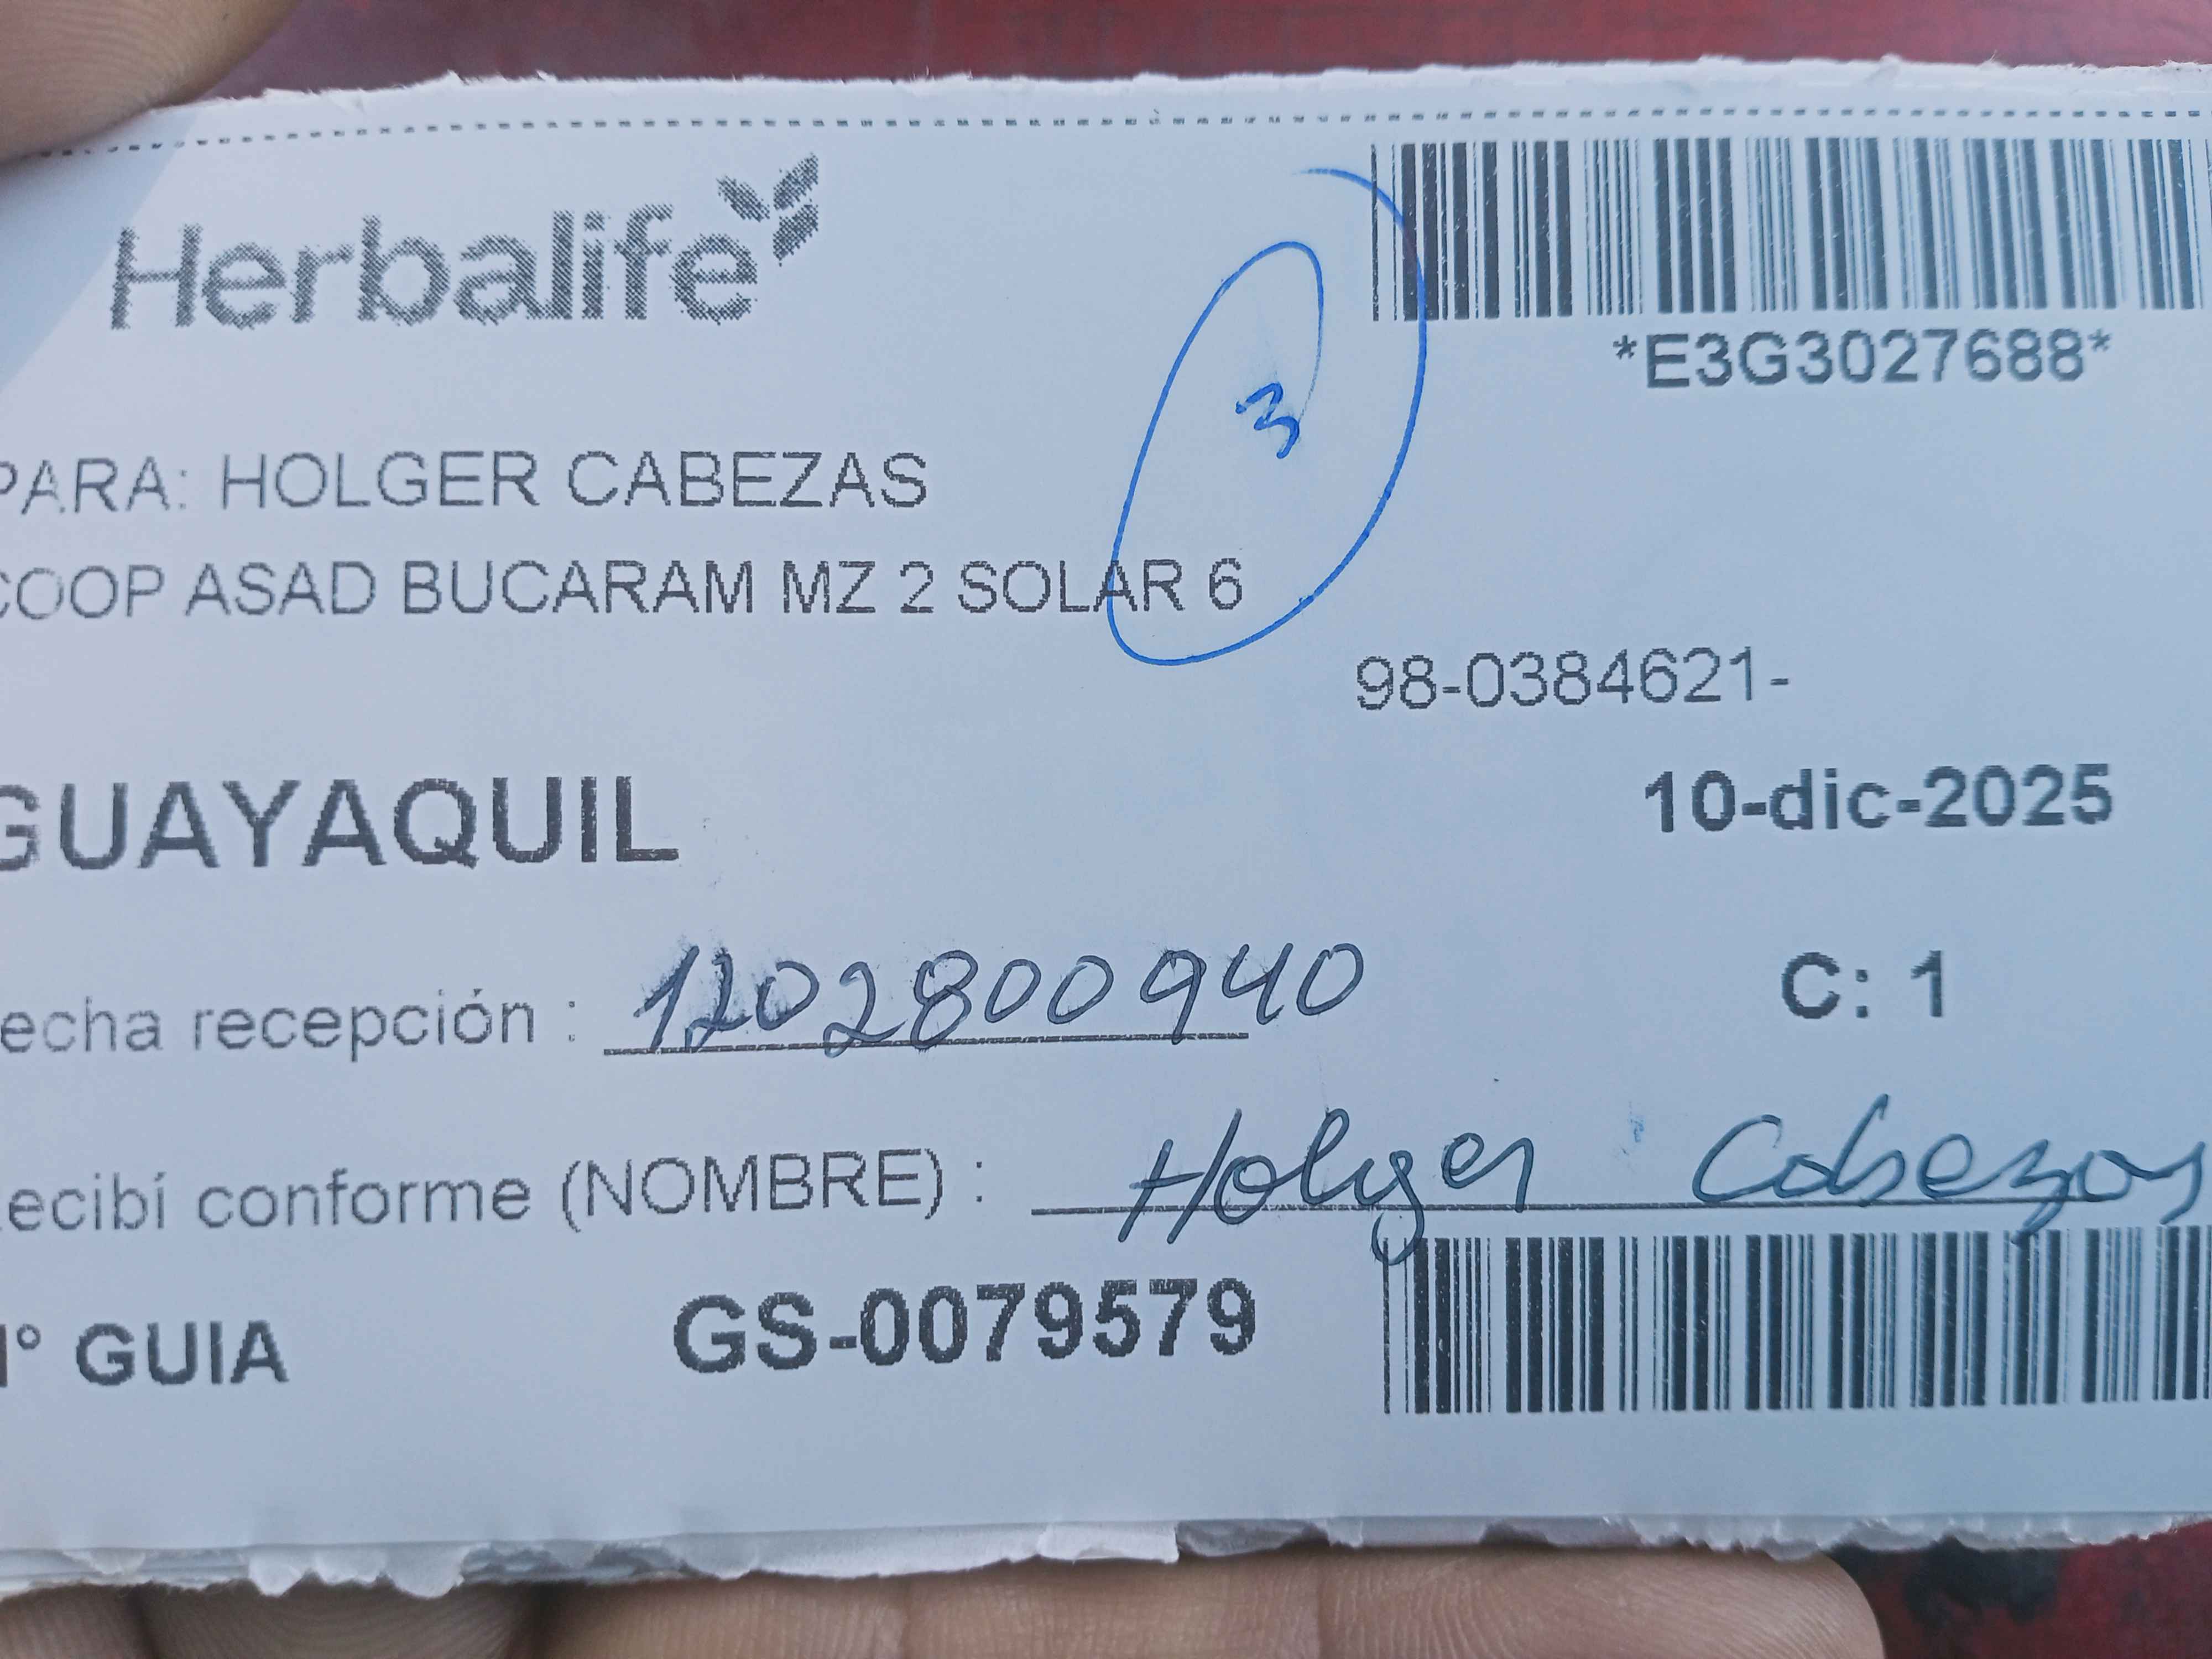 Herbalife
*E3G3027688*
3
PARA: HOLGER CABEZAS
COOP ASAD BUCARAM MZ 2 SOLAR 6
98-0384621-
GUAYAQUIL
10-dic-2025
echa recepción : 1202800940
C: 1
ecibí conforme (NOMBRE) : Holger Cabezas
N° GUIA GS-0079579